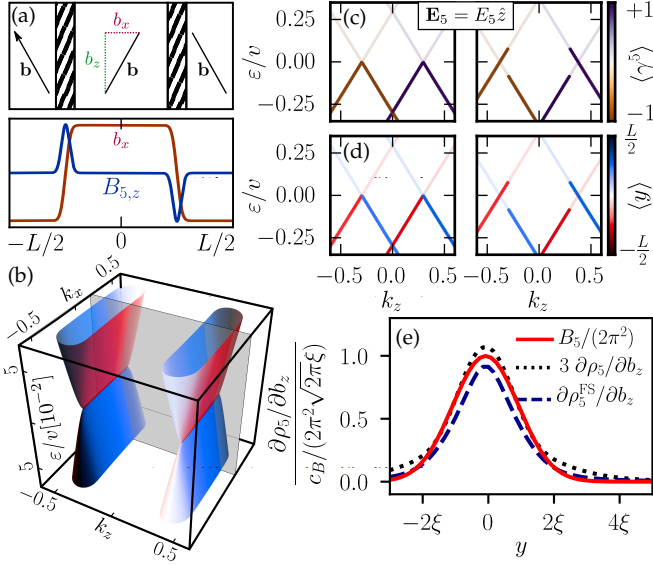 (a)
b
b_x
b_z
b
b
b_x
B_{5,z}
−L/2 0 L/2
(b)
k_x
0.5
−0.5
5
5
ε/v[10^{−2}]
−0.5
k_z
0.5
(c)
E_5 = E_5ẑ
ε/v
0.25
0.00
−0.25
+1
⟨γ^5⟩
−1
(d)
ε/v
0.25
0.00
−0.25
L/2
⟨y⟩
−L/2
−0.5 0.0 0.5
k_z
−0.5 0.0 0.5
k_z
(e)
B_5/(2π^2)
3 ∂ρ_5/∂b_z
∂ρ_5^{FS}/∂b_z
∂ρ_5/∂b_z
c_B/(2π^2√2πξ)
1.0
0.5
0.0
−2ξ 0 2ξ 4ξ
y